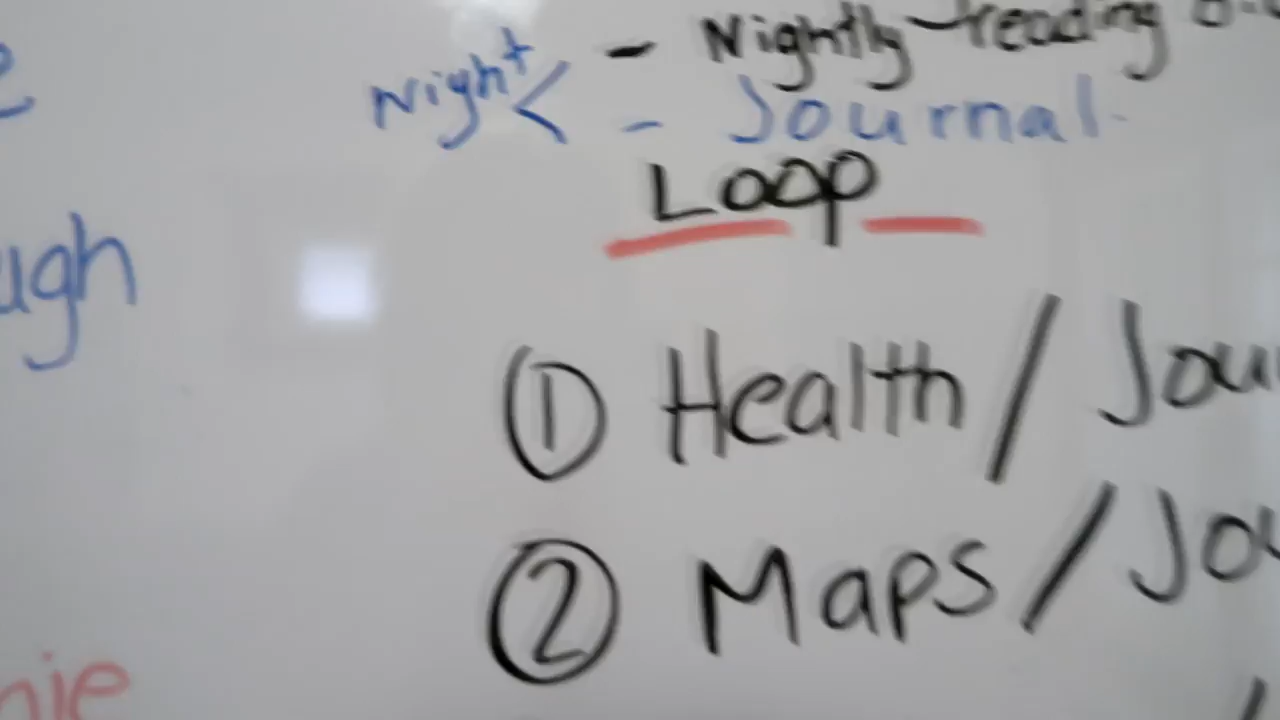 - Nightly reading
Night < - Journal
Loop
ugh
① Health / Jou
② Maps / Jo
nie